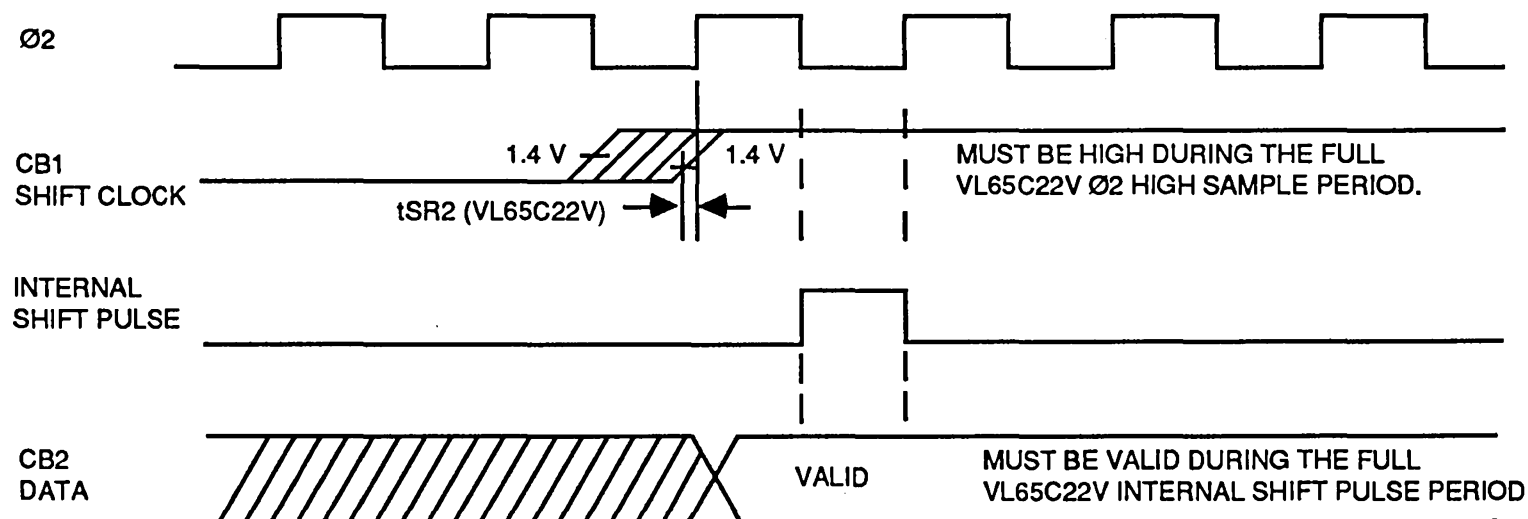 Ø2
CB1
SHIFT CLOCK
1.4 V
1.4 V
MUST BE HIGH DURING THE FULL
VL65C22V Ø2 HIGH SAMPLE PERIOD.
tSR2 (VL65C22V)
INTERNAL
SHIFT PULSE
CB2
DATA
VALID
MUST BE VALID DURING THE FULL
VL65C22V INTERNAL SHIFT PULSE PERIOD